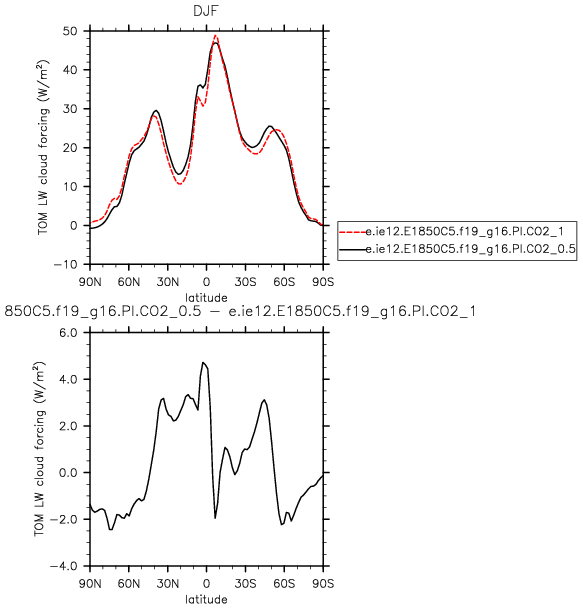 DJF
TOM LW cloud forcing (W/m²)
50
40
30
20
10
0
−10
90N 60N 30N 0 30S 60S 90S
latitude
e.ie12.E1850C5.f19_g16.PI.CO2_1
e.ie12.E1850C5.f19_g16.PI.CO2_0.5
850C5.f19_g16.PI.CO2_0.5 − e.ie12.E1850C5.f19_g16.PI.CO2_1
TOM LW cloud forcing (W/m²)
6.0
4.0
2.0
0.0
−2.0
−4.0
90N 60N 30N 0 30S 60S 90S
latitude